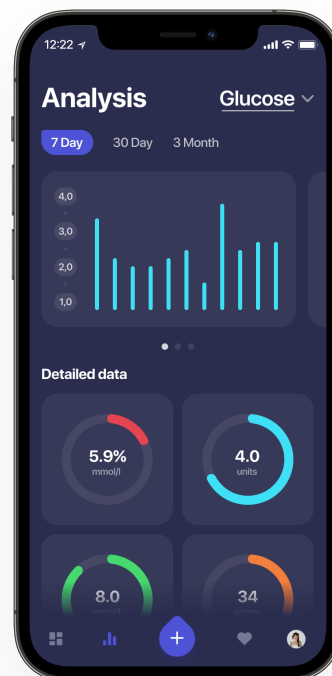 12:22
Analysis
Glucose
7 Day
30 Day
3 Month
4,0
3,0
2,0
1,0
Detailed data
5.9%
mmol/l
4.0
units
8.0
mmol/l
34